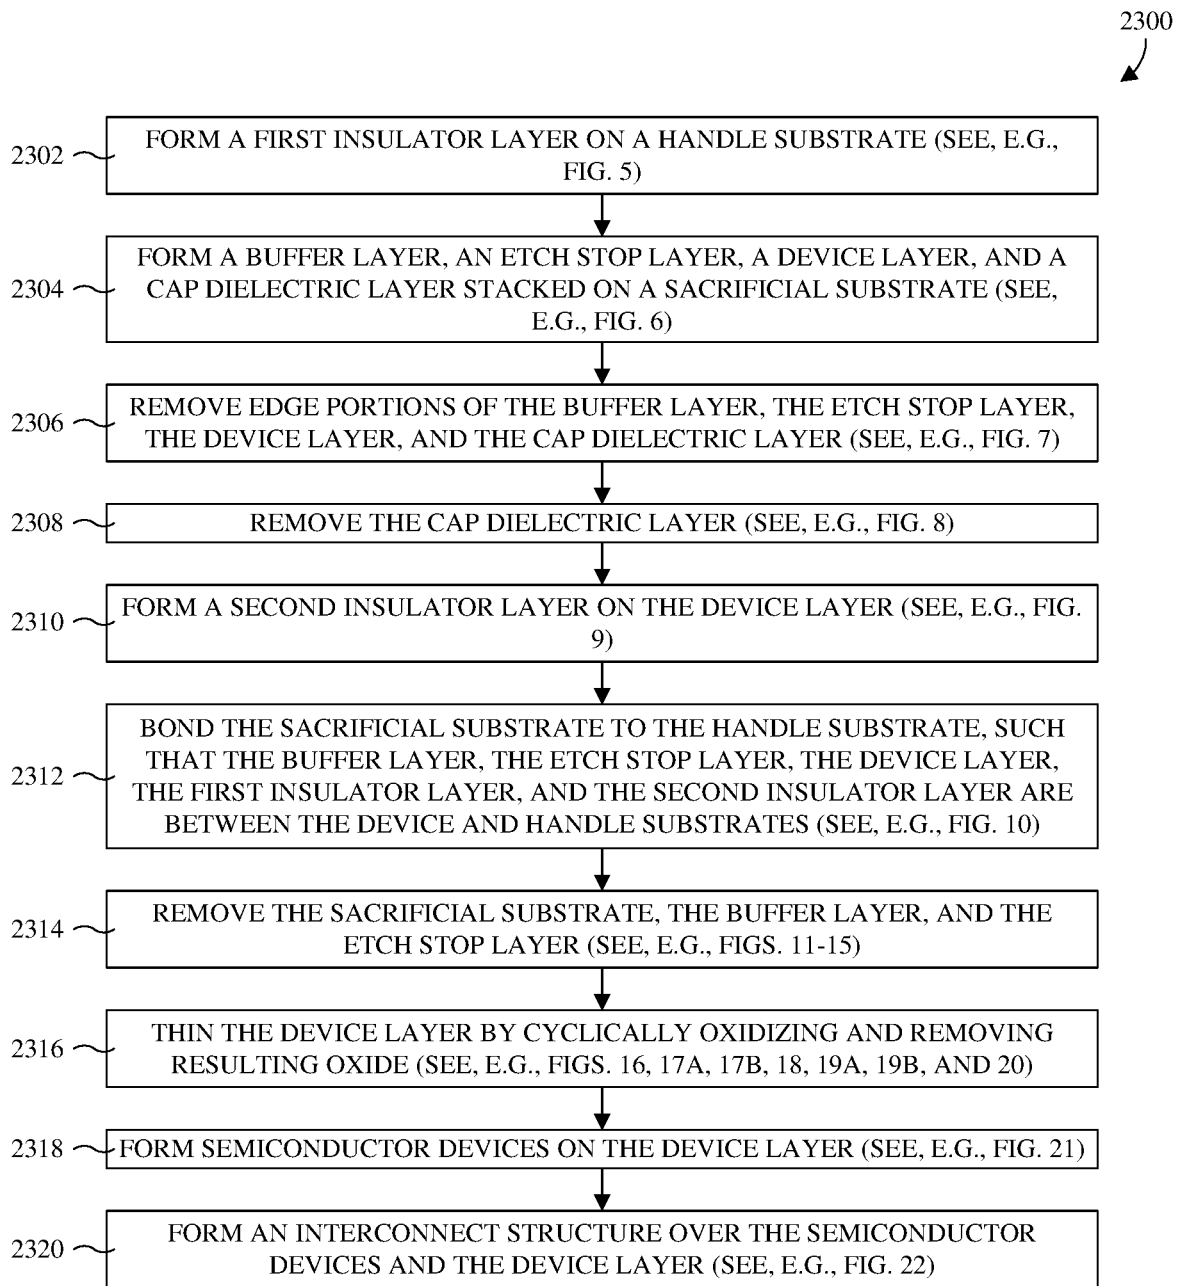 2300
2302
FORM A FIRST INSULATOR LAYER ON A HANDLE SUBSTRATE (SEE, E.G.,
FIG. 5)
2304
FORM A BUFFER LAYER, AN ETCH STOP LAYER, A DEVICE LAYER, AND A
CAP DIELECTRIC LAYER STACKED ON A SACRIFICIAL SUBSTRATE (SEE,
E.G., FIG. 6)
2306
REMOVE EDGE PORTIONS OF THE BUFFER LAYER, THE ETCH STOP LAYER,
THE DEVICE LAYER, AND THE CAP DIELECTRIC LAYER (SEE, E.G., FIG. 7)
2308
REMOVE THE CAP DIELECTRIC LAYER (SEE, E.G., FIG. 8)
2310
FORM A SECOND INSULATOR LAYER ON THE DEVICE LAYER (SEE, E.G., FIG.
9)
2312
BOND THE SACRIFICIAL SUBSTRATE TO THE HANDLE SUBSTRATE, SUCH
THAT THE BUFFER LAYER, THE ETCH STOP LAYER, THE DEVICE LAYER,
THE FIRST INSULATOR LAYER, AND THE SECOND INSULATOR LAYER ARE
BETWEEN THE DEVICE AND HANDLE SUBSTRATES (SEE, E.G., FIG. 10)
2314
REMOVE THE SACRIFICIAL SUBSTRATE, THE BUFFER LAYER, AND THE
ETCH STOP LAYER (SEE, E.G., FIGS. 11-15)
2316
THIN THE DEVICE LAYER BY CYCLICALLY OXIDIZING AND REMOVING
RESULTING OXIDE (SEE, E.G., FIGS. 16, 17A, 17B, 18, 19A, 19B, AND 20)
2318
FORM SEMICONDUCTOR DEVICES ON THE DEVICE LAYER (SEE, E.G., FIG. 21)
2320
FORM AN INTERCONNECT STRUCTURE OVER THE SEMICONDUCTOR
DEVICES AND THE DEVICE LAYER (SEE, E.G., FIG. 22)